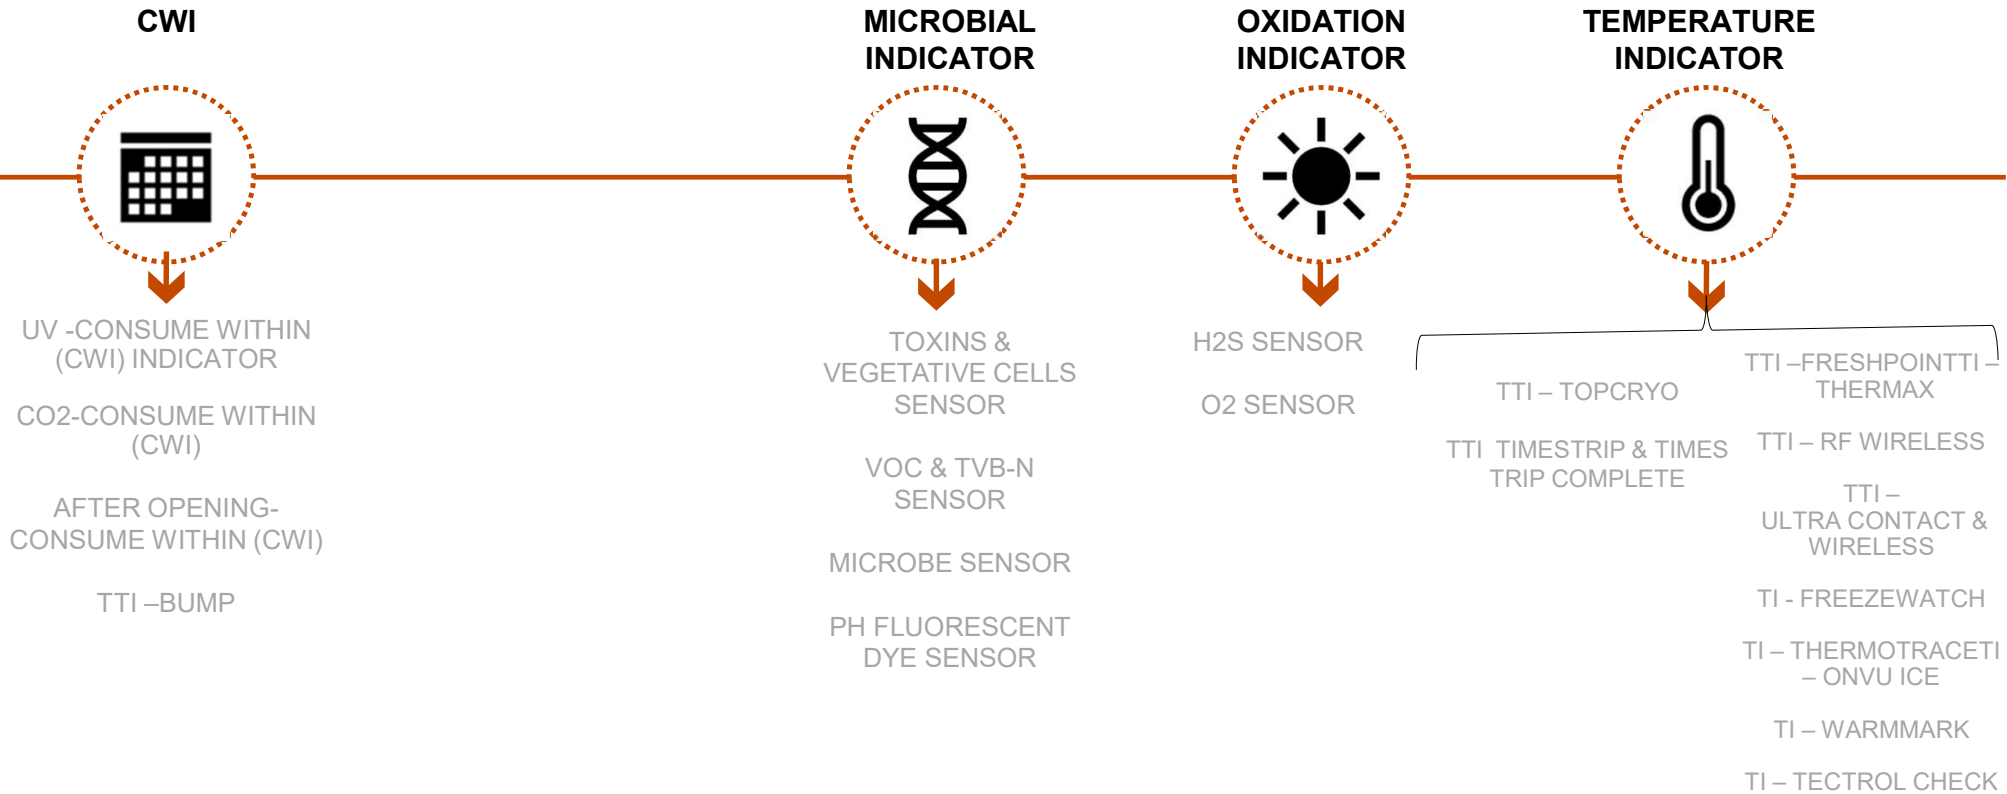 CWI
UV -CONSUME WITHIN
(CWI) INDICATOR
CO2-CONSUME WITHIN
(CWI)
AFTER OPENING-
CONSUME WITHIN (CWI)
TTI –BUMP
MICROBIAL
INDICATOR
TOXINS &
VEGETATIVE CELLS
SENSOR
VOC & TVB-N
SENSOR
MICROBE SENSOR
PH FLUORESCENT
DYE SENSOR
OXIDATION
INDICATOR
H2S SENSOR
O2 SENSOR
TEMPERATURE
INDICATOR
TTI – TOPCRYO
TTI  TIMESTRIP & TIMES
TRIP COMPLETE
TTI –FRESHPOINTTI –
THERMAX
TTI – RF WIRELESS
TTI –
ULTRA CONTACT &
WIRELESS
TI - FREEZEWATCH
TI – THERMOTRACETI
– ONVU ICE
TI – WARMMARK
TI – TECTROL CHECK